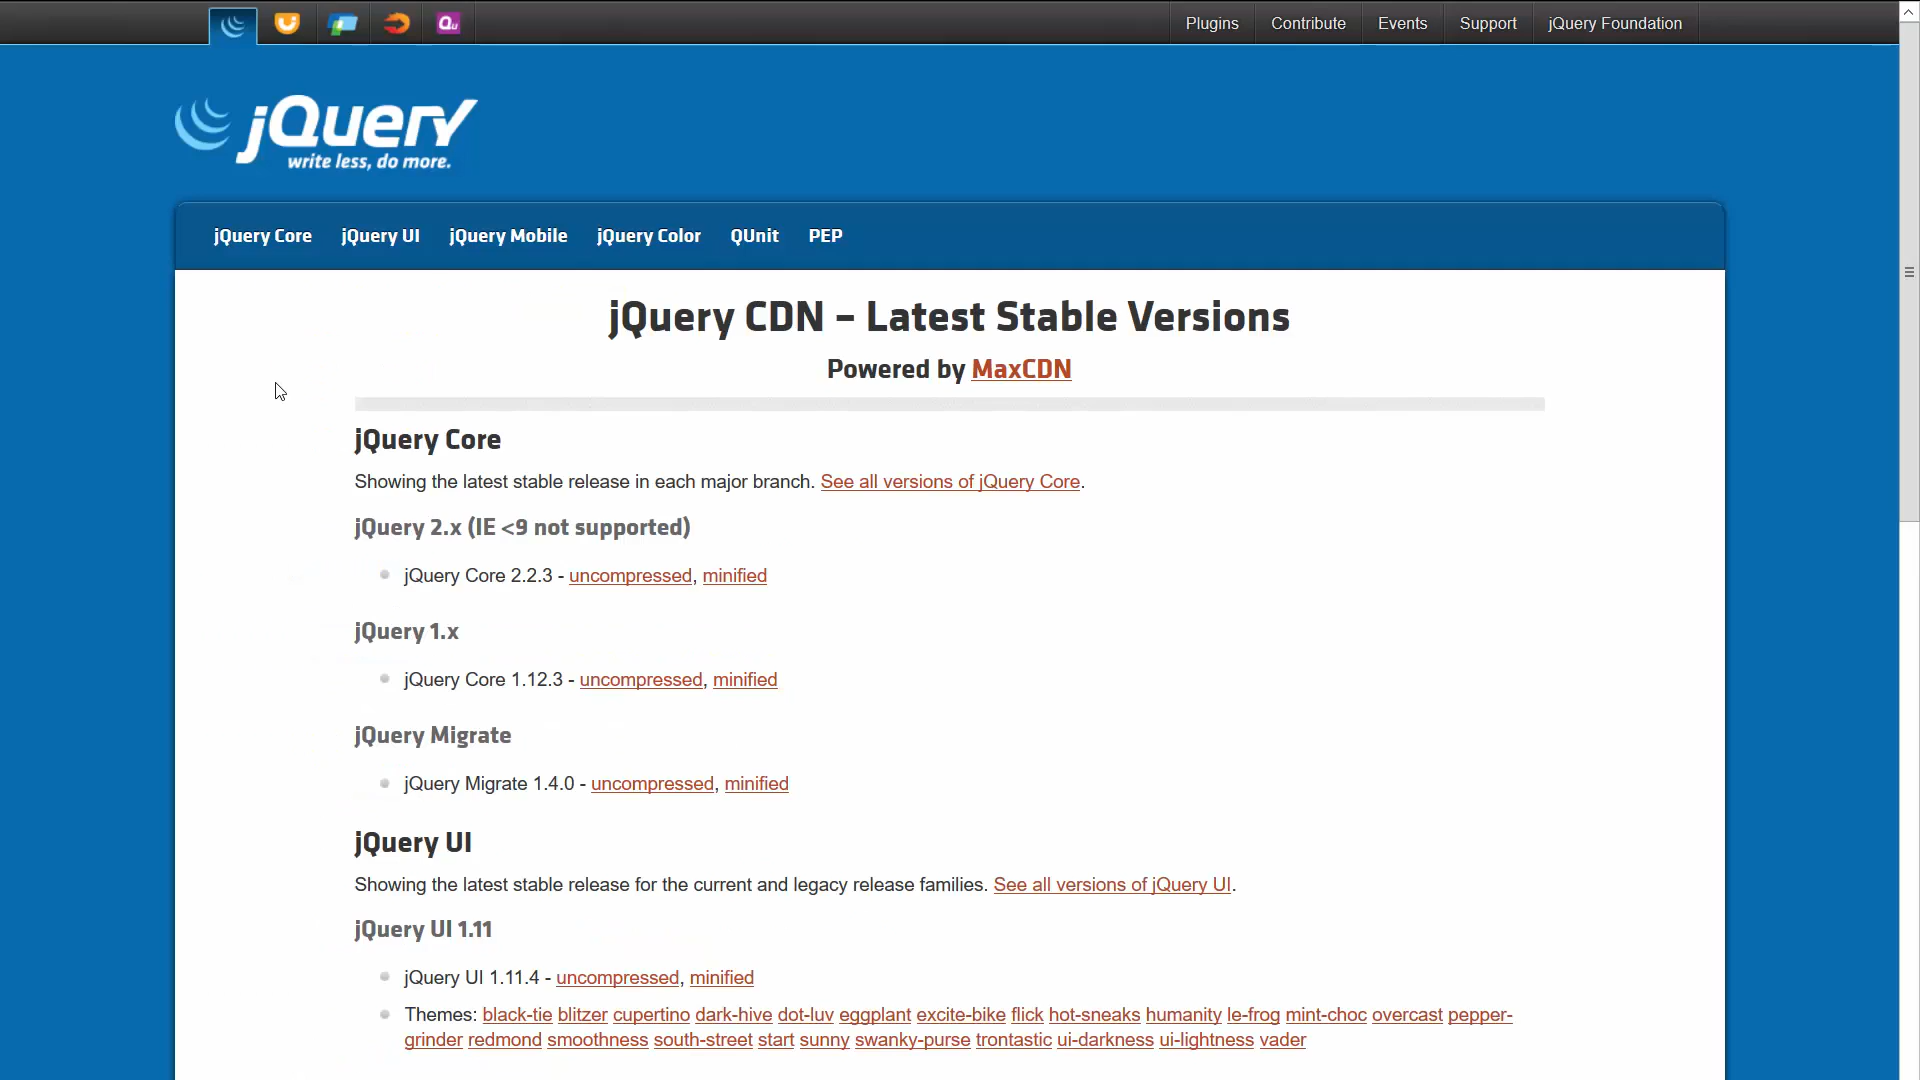 Qu
Plugins Contribute Events Support jQuery Foundation
jQuery
write less, do more.
jQuery Core jQuery UI jQuery Mobile jQuery Color QUnit PEP
jQuery CDN – Latest Stable Versions
Powered by MaxCDN
jQuery Core
Showing the latest stable release in each major branch. See all versions of jQuery Core.
jQuery 2.x (IE <9 not supported)
jQuery Core 2.2.3 - uncompressed, minified
jQuery 1.x
jQuery Core 1.12.3 - uncompressed, minified
jQuery Migrate
jQuery Migrate 1.4.0 - uncompressed, minified
jQuery UI
Showing the latest stable release for the current and legacy release families. See all versions of jQuery UI.
jQuery UI 1.11
jQuery UI 1.11.4 - uncompressed, minified
Themes: black-tie blitzer cupertino dark-hive dot-luv eggplant excite-bike flick hot-sneaks humanity le-frog mint-choc overcast pepper-
grinder redmond smoothness south-street start sunny swanky-purse trontastic ui-darkness ui-lightness vader